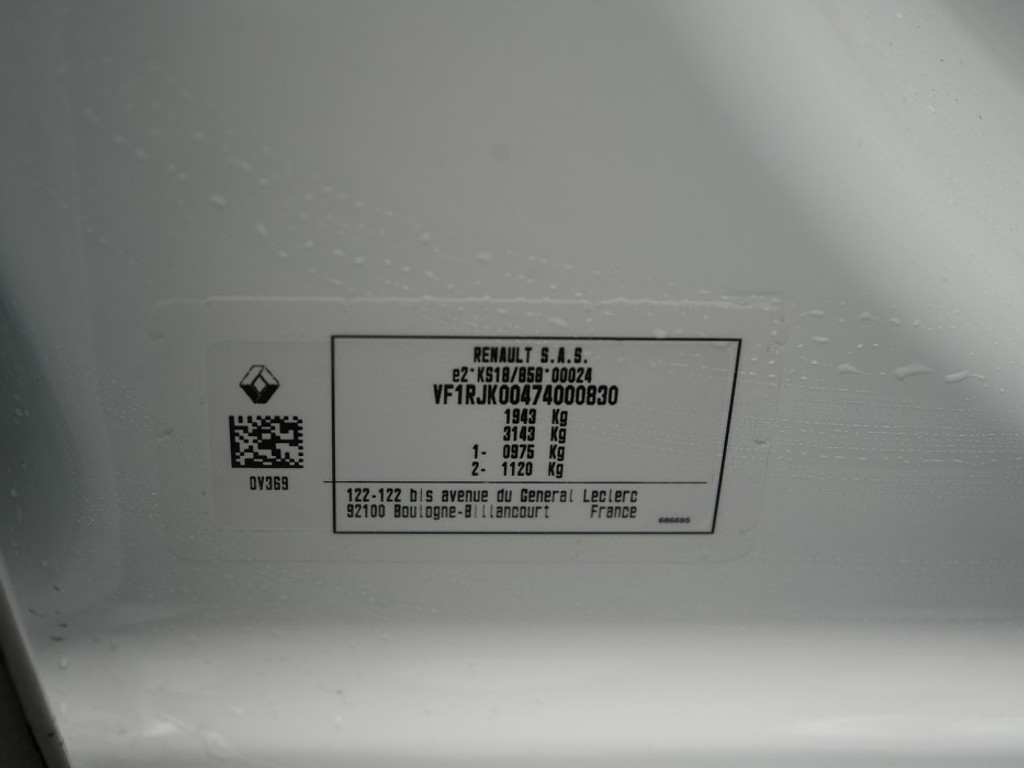 RENAULT S.A.S.
e2*KS18/858*00024
VF1RJK00474000830
1943 Kg
3143 Kg
1- 0975 Kg
2- 1120 Kg
DV369
122-122 bis avenue du General Leclerc
92100 Boulogne-Billancourt France